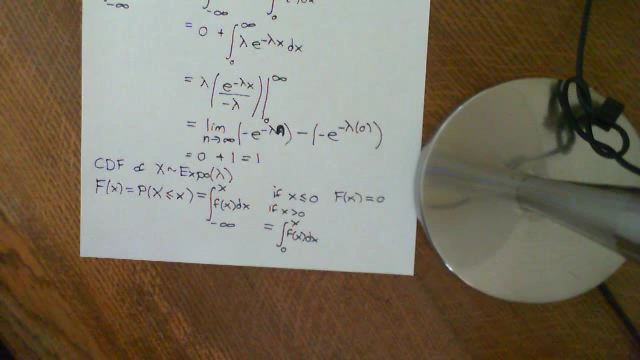 -∞ -∞ 0
= 0 + ∫₀^∞ λ e^{-λx} dx
= λ (e^{-λx} / -λ) |₀^∞
= lim_{n→∞} (-e^{-λn}) - (-e^{-λ(0)})
= 0 + 1 = 1
CDF of X ~ Expo(λ)
F(x) = P(X ≤ x) = ∫_{-∞}^x f(x)dx if x ≤ 0 F(x) = 0
if x > 0
= ∫₀^x f(x)dx